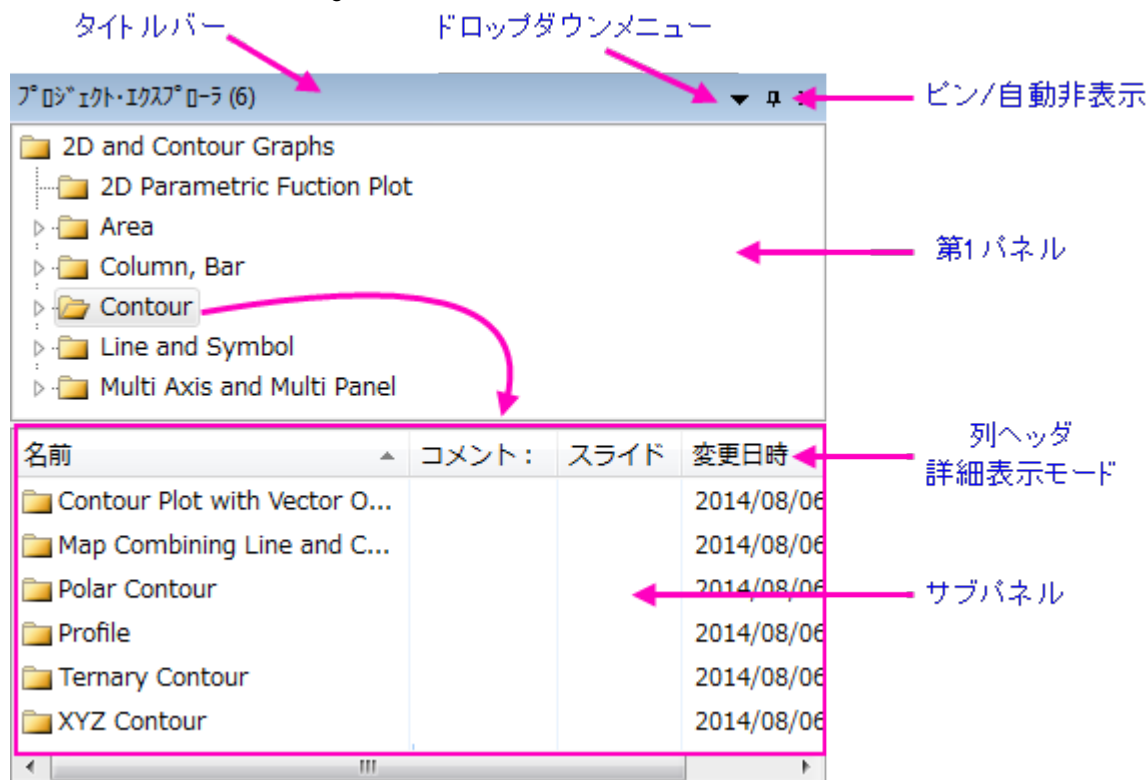 タイトルバー
ドロップダウンメニュー
プロジェクト・エクスプローラ (6)
ピン/自動非表示
2D and Contour Graphs
2D Parametric Fuction Plot
Area
第1パネル
Column, Bar
Contour
Line and Symbol
Multi Axis and Multi Panel
列ヘッダ
詳細表示モード
名前 コメント： スライド 変更日時
Contour Plot with Vector O... 2014/08/06
Map Combining Line and C... 2014/08/06
Polar Contour 2014/08/06
サブパネル
Profile 2014/08/06
Ternary Contour 2014/08/06
XYZ Contour 2014/08/06